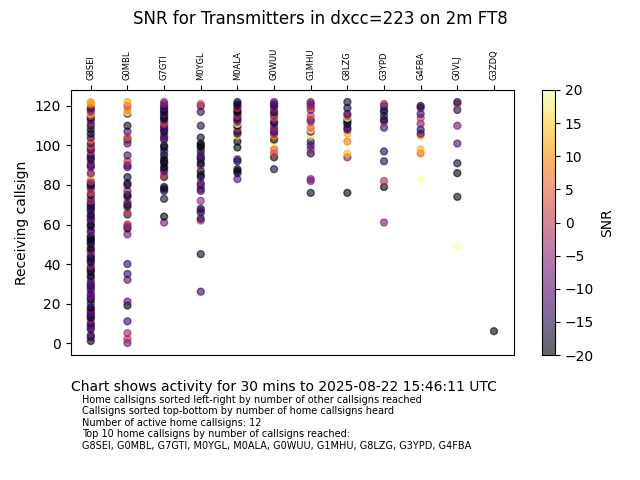 SNR for Transmitters in dxcc=223 on 2m FT8
G8SEI G0MBL G7GTI M0YGL M0ALA G0WUU G1MHU G8LZG G3YPD G4FBA G0VLJ G3ZDQ
120
100
80
60
40
20
0
Receiving callsign
20
15
10
5
0
−5
−10
−15
−20
SNR
Chart shows activity for 30 mins to 2025-08-22 15:46:11 UTC
Home callsigns sorted left-right by number of other callsigns reached
Callsigns sorted top-bottom by number of home callsigns heard
Number of active home callsigns: 12
Top 10 home callsigns by number of callsigns reached:
G8SEI, G0MBL, G7GTI, M0YGL, M0ALA, G0WUU, G1MHU, G8LZG, G3YPD, G4FBA